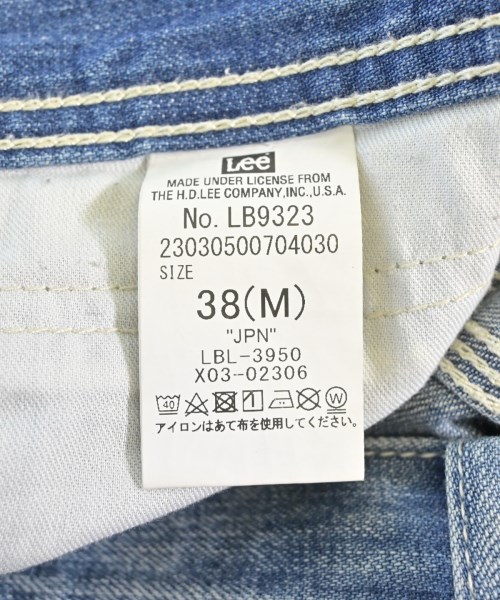 Lee
MADE UNDER LICENSE FROM
THE H.D.LEE COMPANY,INC.,U.S.A.
No. LB9323
23030500704030
SIZE
38(M)
"JPN"
LBL-3950
X03-02306
40 W
アイロンはあて布を使用してください。